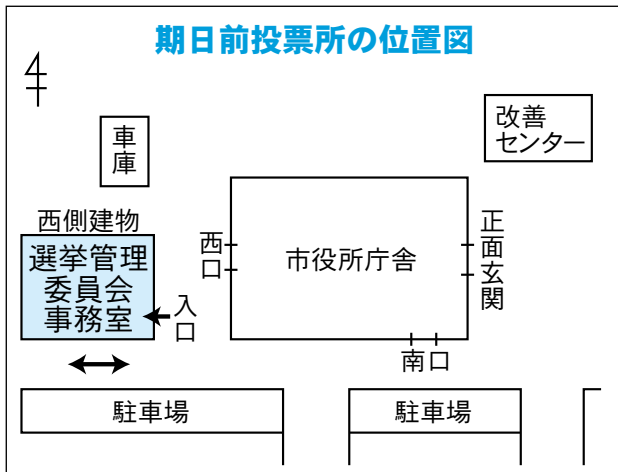 期日前投票所の位置図
改善
センター
車庫
西側建物
選挙管理
委員会
事務室
入口
西口
市役所庁舎
正面玄関
南口
駐車場
駐車場